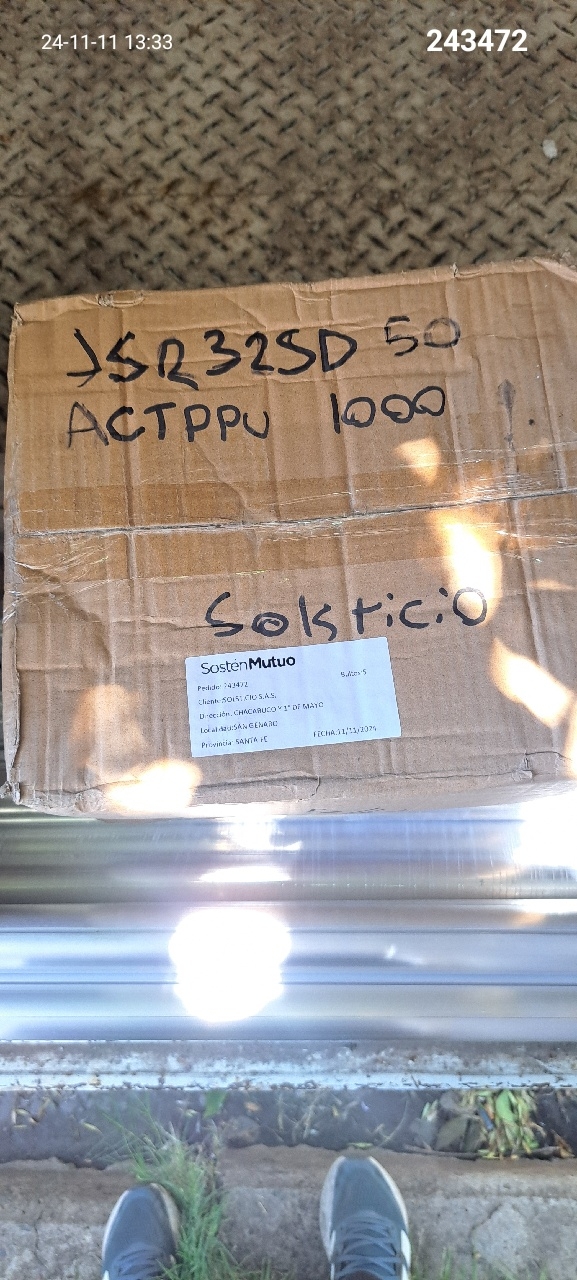 24-11-11 13:33
243472
JSR32SD 50
ACTPPU 1000
Solsticio
SosténMutuo
Pedido: 243472
Bultos 5
Cliente: SOLSTICIO S.A.S.
Dirección: CHACABUCO Y 1° DE MAYO
Localidad: SAN GENARO
Provincia: SANTA FE
FECHA: 11/11/2024